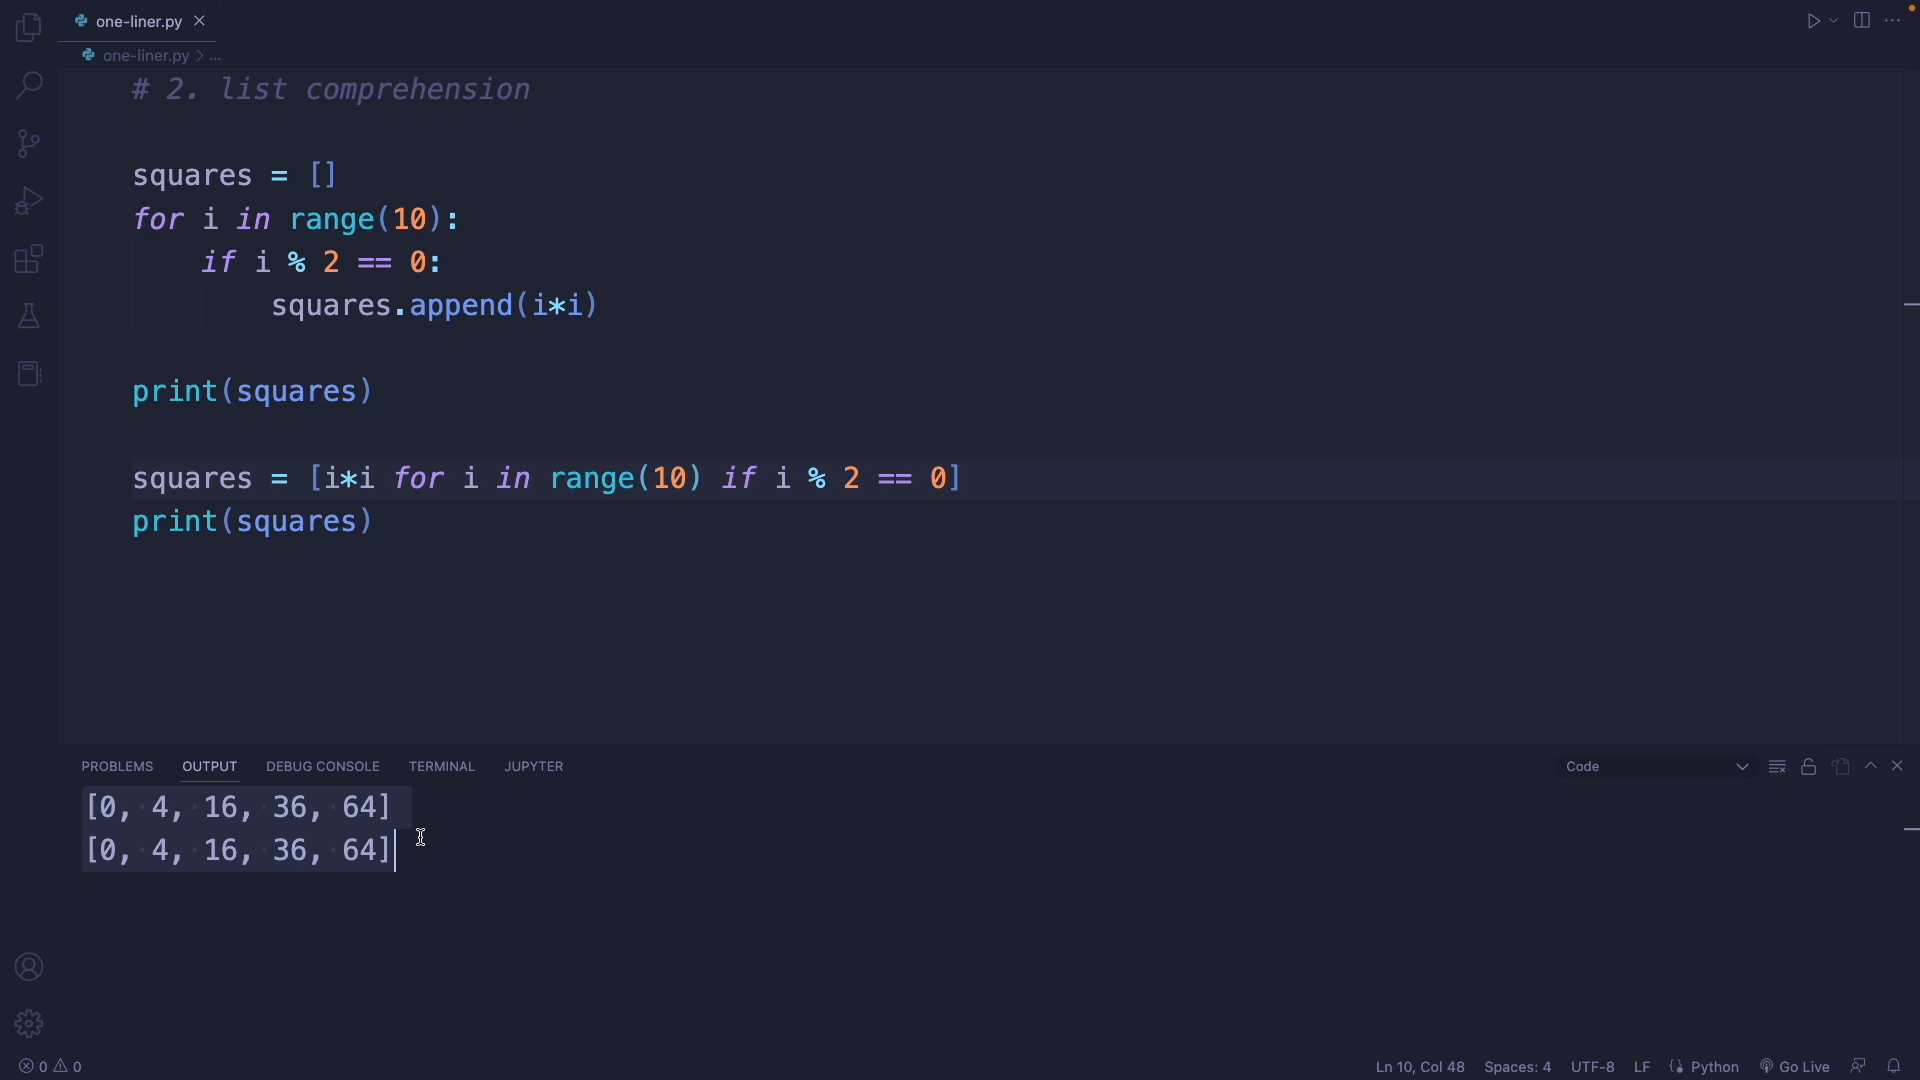 one-liner.py
one-liner.py > ...
# 2. list comprehension
squares = []
for i in range(10):
    if i % 2 == 0:
        squares.append(i*i)
print(squares)
squares = [i*i for i in range(10) if i % 2 == 0]
print(squares)
PROBLEMS OUTPUT DEBUG CONSOLE TERMINAL JUPYTER Code
[0, 4, 16, 36, 64]
[0, 4, 16, 36, 64]
0 0 Ln 10, Col 48 Spaces: 4 UTF-8 LF Python Go Live